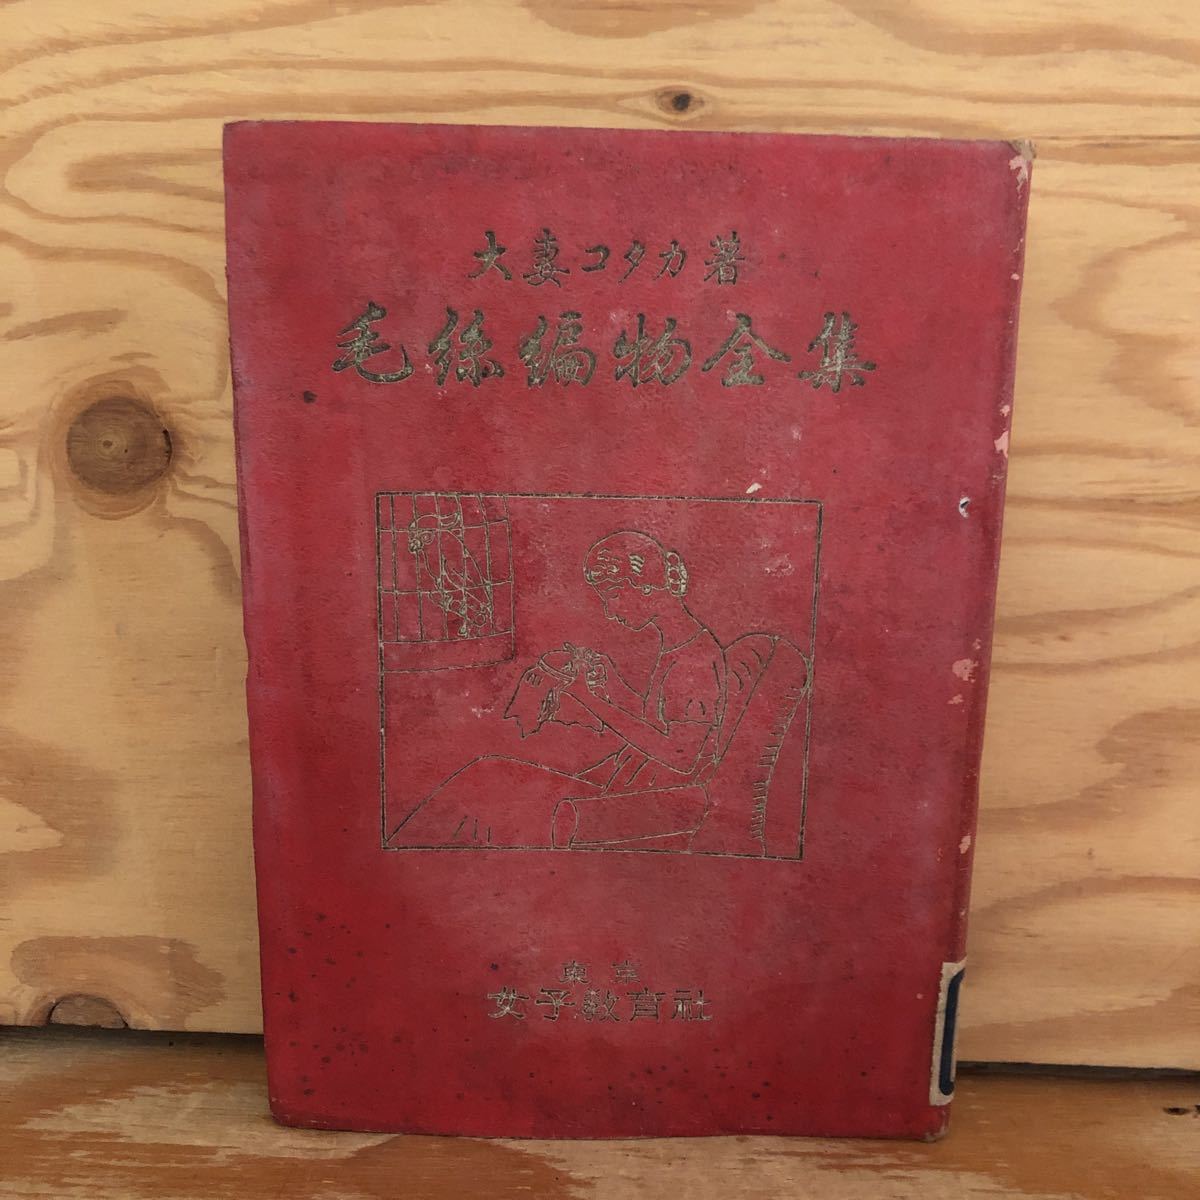 大妻コタカ著
毛絲編物全集
東京
女子教育社